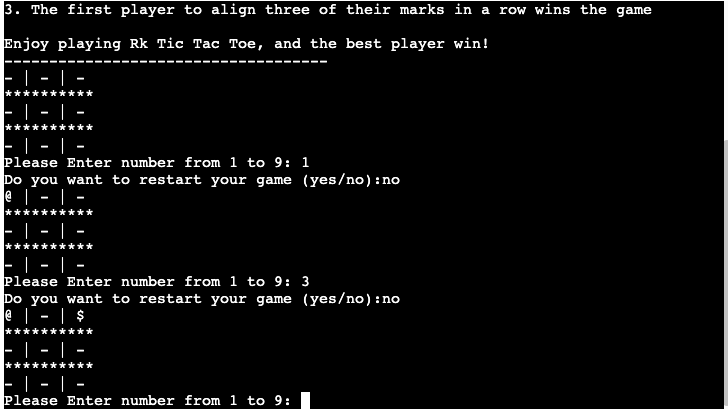 3. The first player to align three of their marks in a row wins the game
Enjoy playing Rk Tic Tac Toe, and the best player win!
------------------------------------
- | - | -
**********
- | - | -
**********
- | - | -
Please Enter number from 1 to 9: 1
Do you want to restart your game (yes/no):no
@ | - | -
**********
- | - | -
**********
- | - | -
Please Enter number from 1 to 9: 3
Do you want to restart your game (yes/no):no
@ | - | $
**********
- | - | -
**********
- | - | -
Please Enter number from 1 to 9: